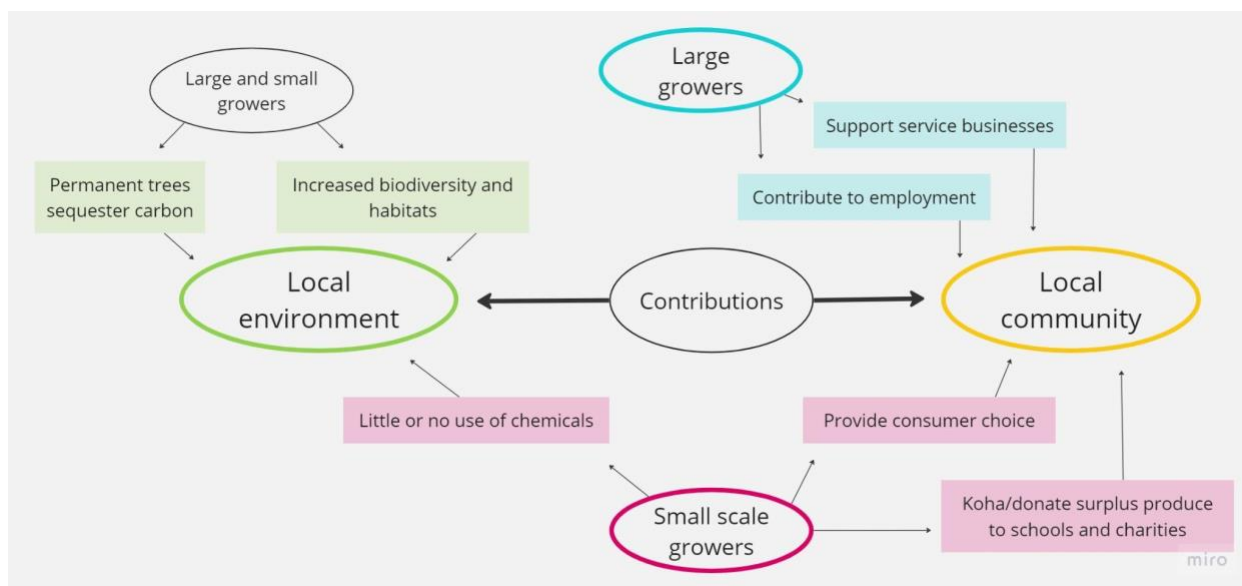 Large and small
growers
Large
growers
Support service businesses
Permanent trees
sequester carbon
Increased biodiversity and
habitats
Contribute to employment
Local
environment
Contributions
Local
community
Little or no use of chemicals
Provide consumer choice
Small scale
growers
Koha/donate surplus produce
to schools and charities
miro